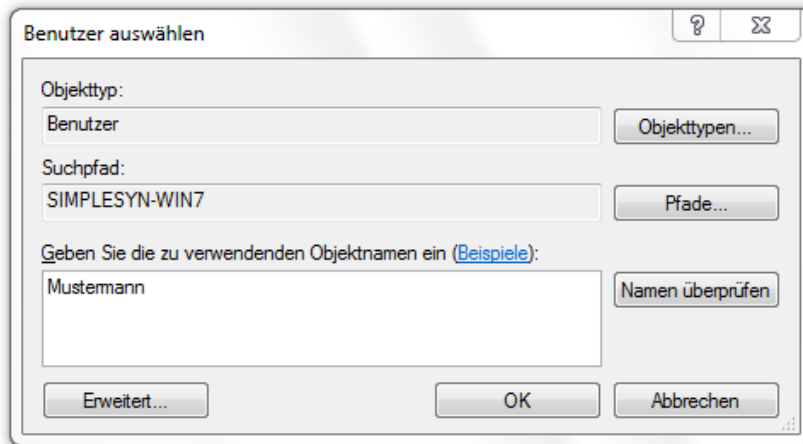 Benutzer auswählen
Objekttyp:
Benutzer
Objekttypen...
Suchpfad:
SIMPLESYN-WIN7
Pfade...
Geben Sie die zu verwendenden Objektnamen ein (Beispiele):
Mustermann
Namen überprüfen
Erweitert...
OK
Abbrechen